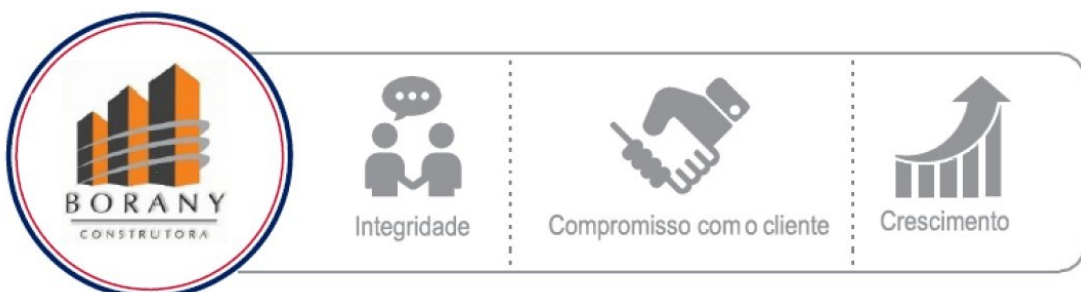 BORANY
CONSTRUTORA
Integridade
Compromisso com o cliente
Crescimento